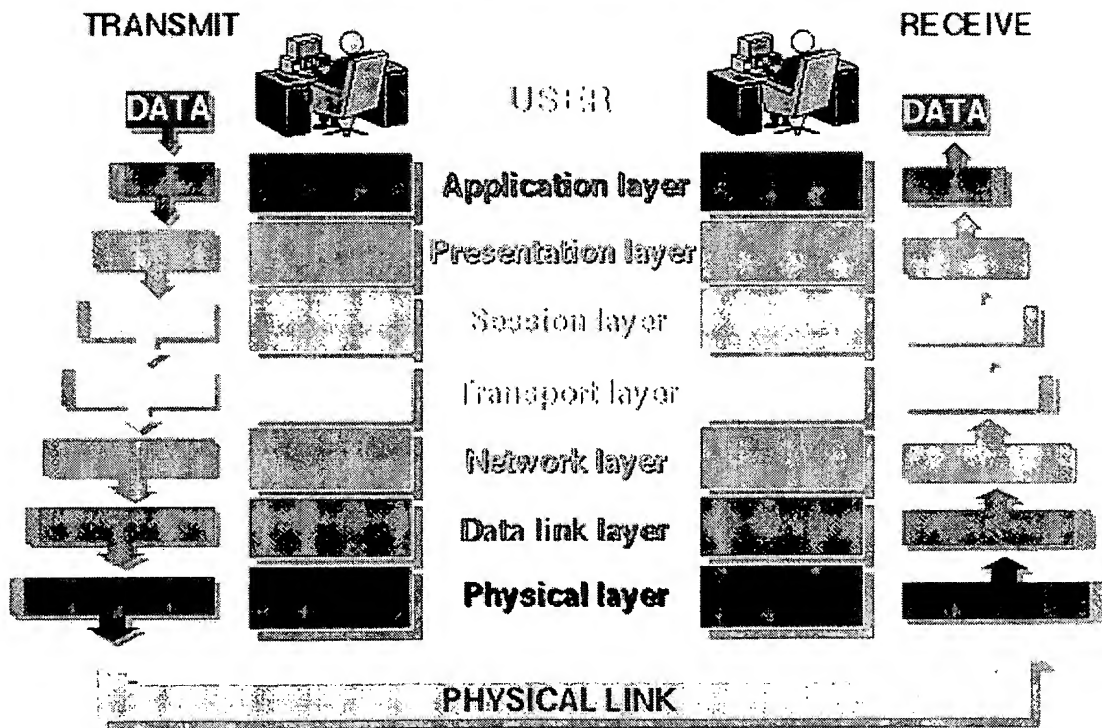 TRANSMIT
RECEIVE
DATA
USER
DATA
Application layer
Presentation layer
Session layer
Transport layer
Network layer
Data link layer
Physical layer
PHYSICAL LINK